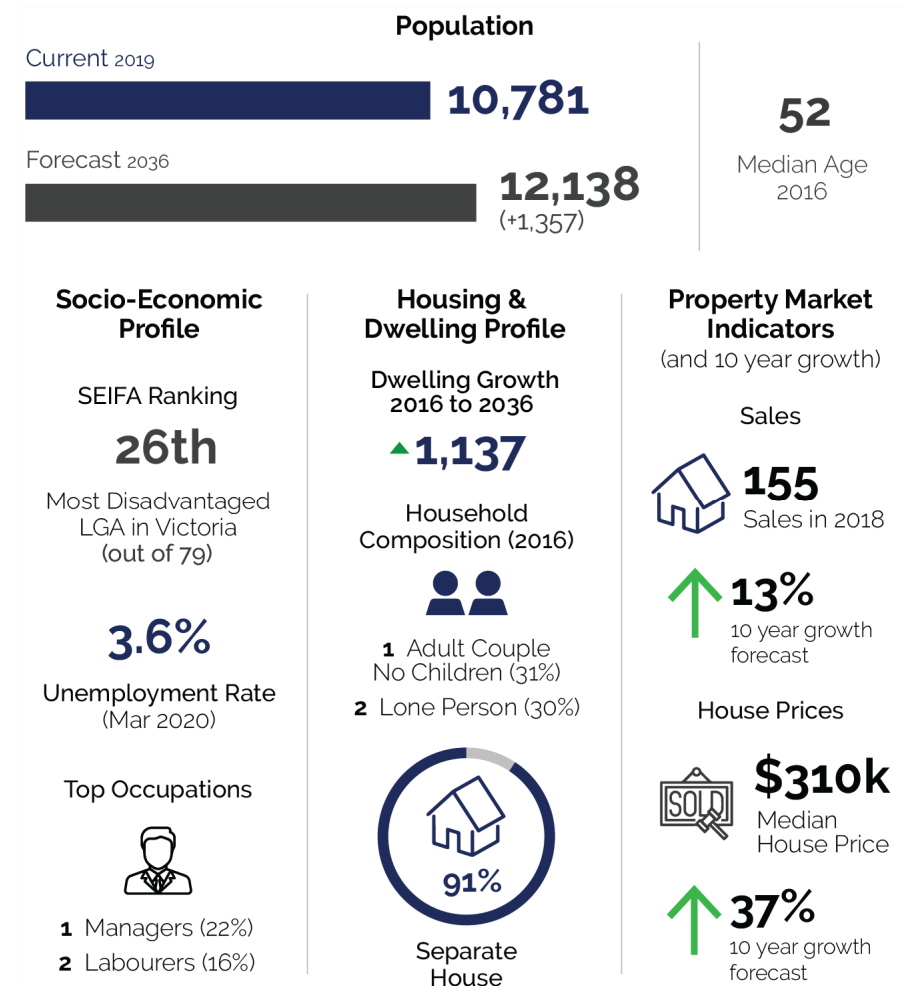 Population
Current 2019
10,781
Forecast 2036
12,138
(+1,357)
52
Median Age
2016
Socio-Economic
Profile
SEIFA Ranking
26th
Most Disadvantaged
LGA in Victoria
(out of 79)
3.6%
Unemployment Rate
(Mar 2020)
Top Occupations
1 Managers (22%)
2 Labourers (16%)
Housing &
Dwelling Profile
Dwelling Growth
2016 to 2036
1,137
Household
Composition (2016)
1 Adult Couple
No Children (31%)
2 Lone Person (30%)
91%
Separate
House
Property Market
Indicators
(and 10 year growth)
Sales
155
Sales in 2018
13%
10 year growth
forecast
House Prices
SOLD
$310k
Median
House Price
37%
10 year growth
forecast